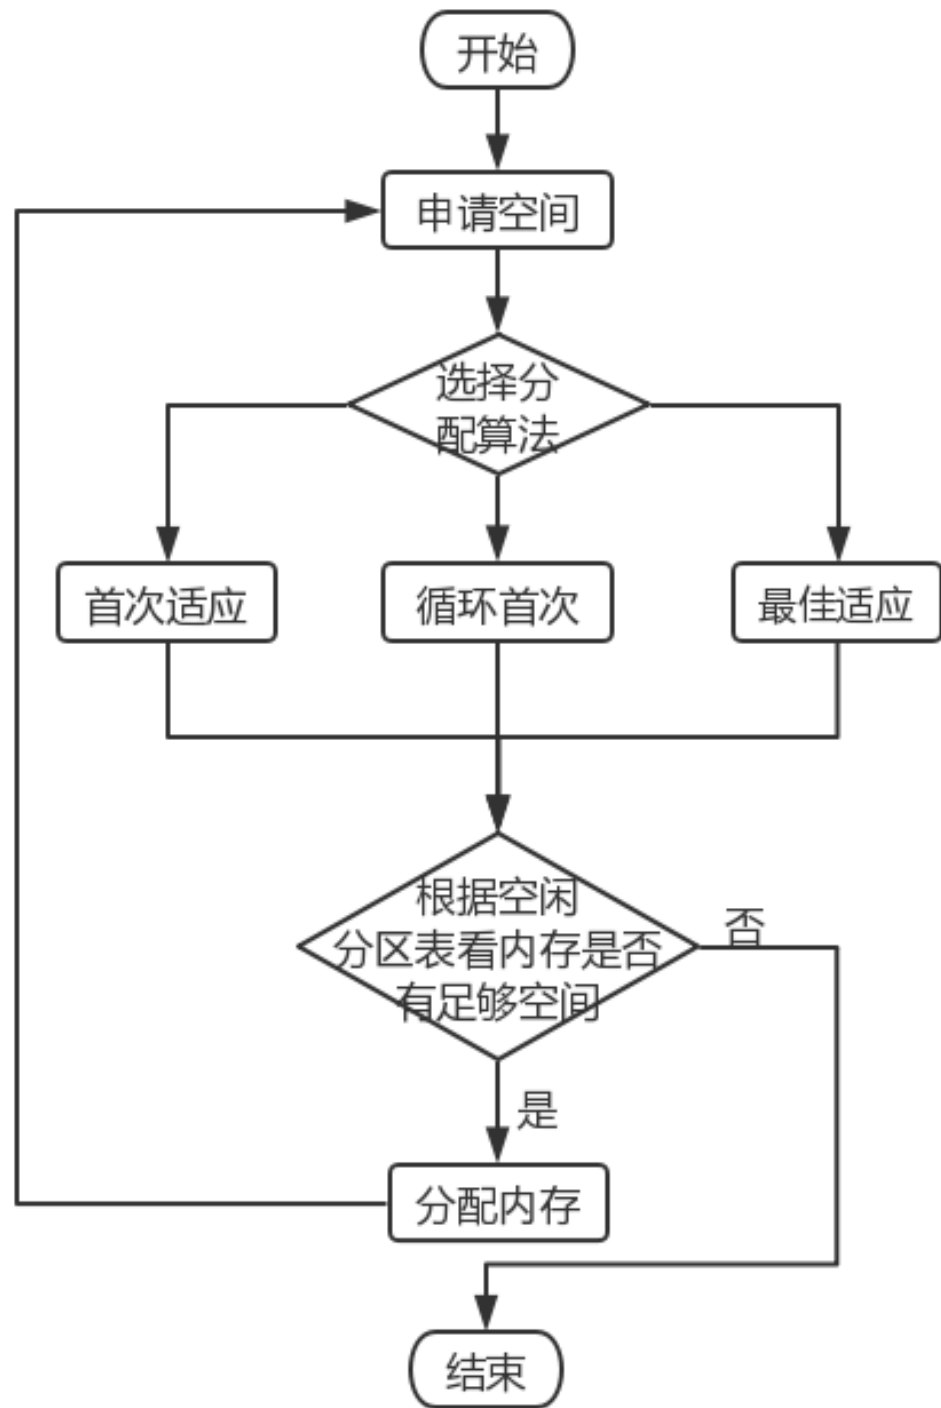 开始
申请空间
选择分
配算法
首次适应
循环首次
最佳适应
根据空闲
分区表看内存是否
有足够空间
否
是
分配内存
结束